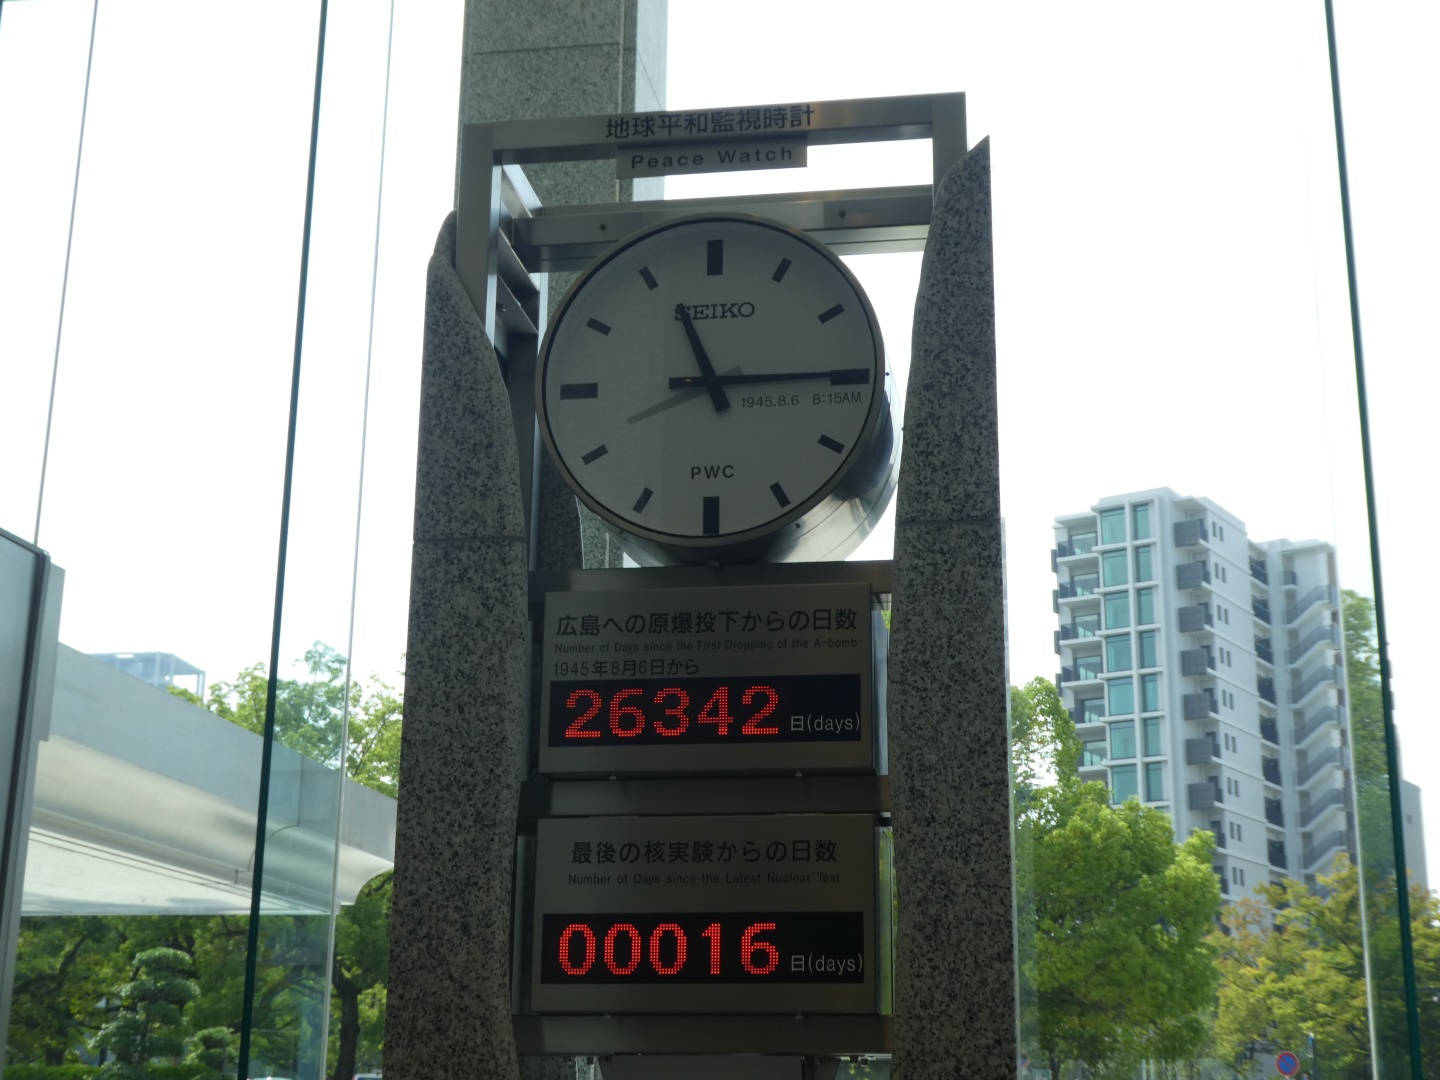 地球平和監視時計
Peace Watch
SEIKO
1945.8.6 8:15AM
PWC
広島への原爆投下からの日数
Number of Days since the First Dropping of the A-bomb
1945年8月6日から
26342 日(days)
最後の核実験からの日数
Number of Days since the Latest Nuclear Test
00016 日(days)